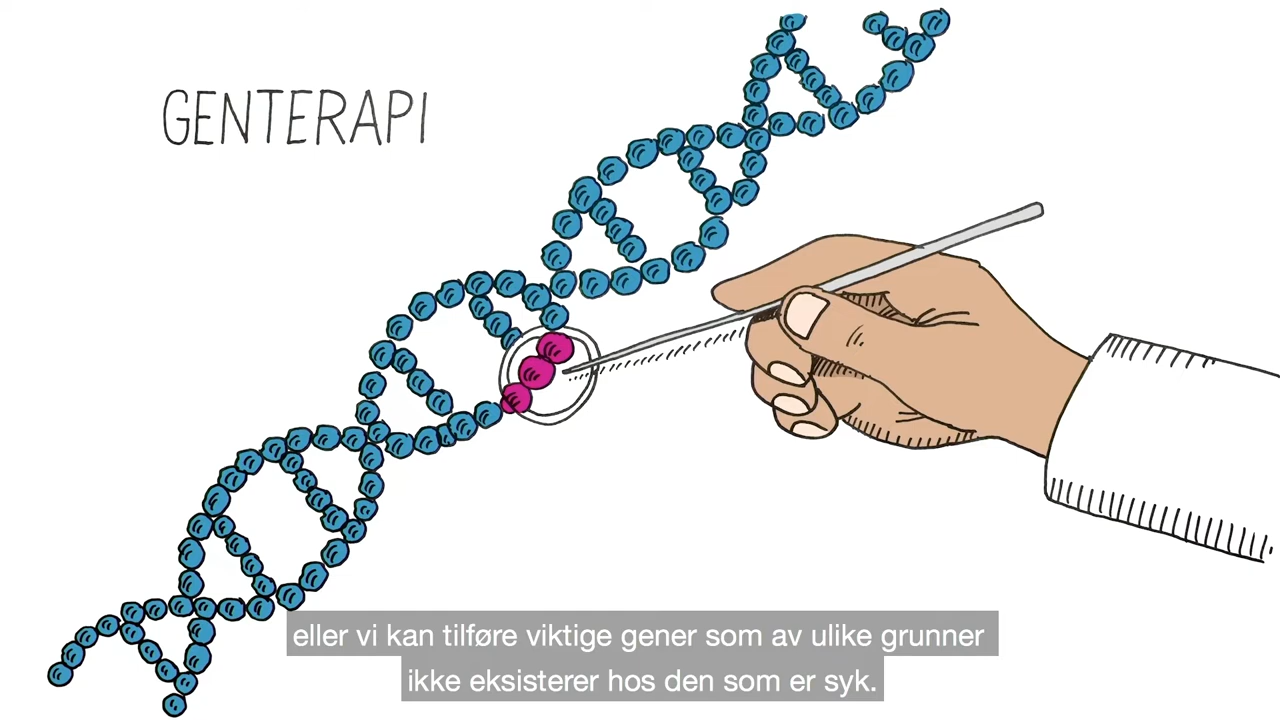 GENTERAPI
eller vi kan tilføre viktige gener som av ulike grunner
ikke eksisterer hos den som er syk.